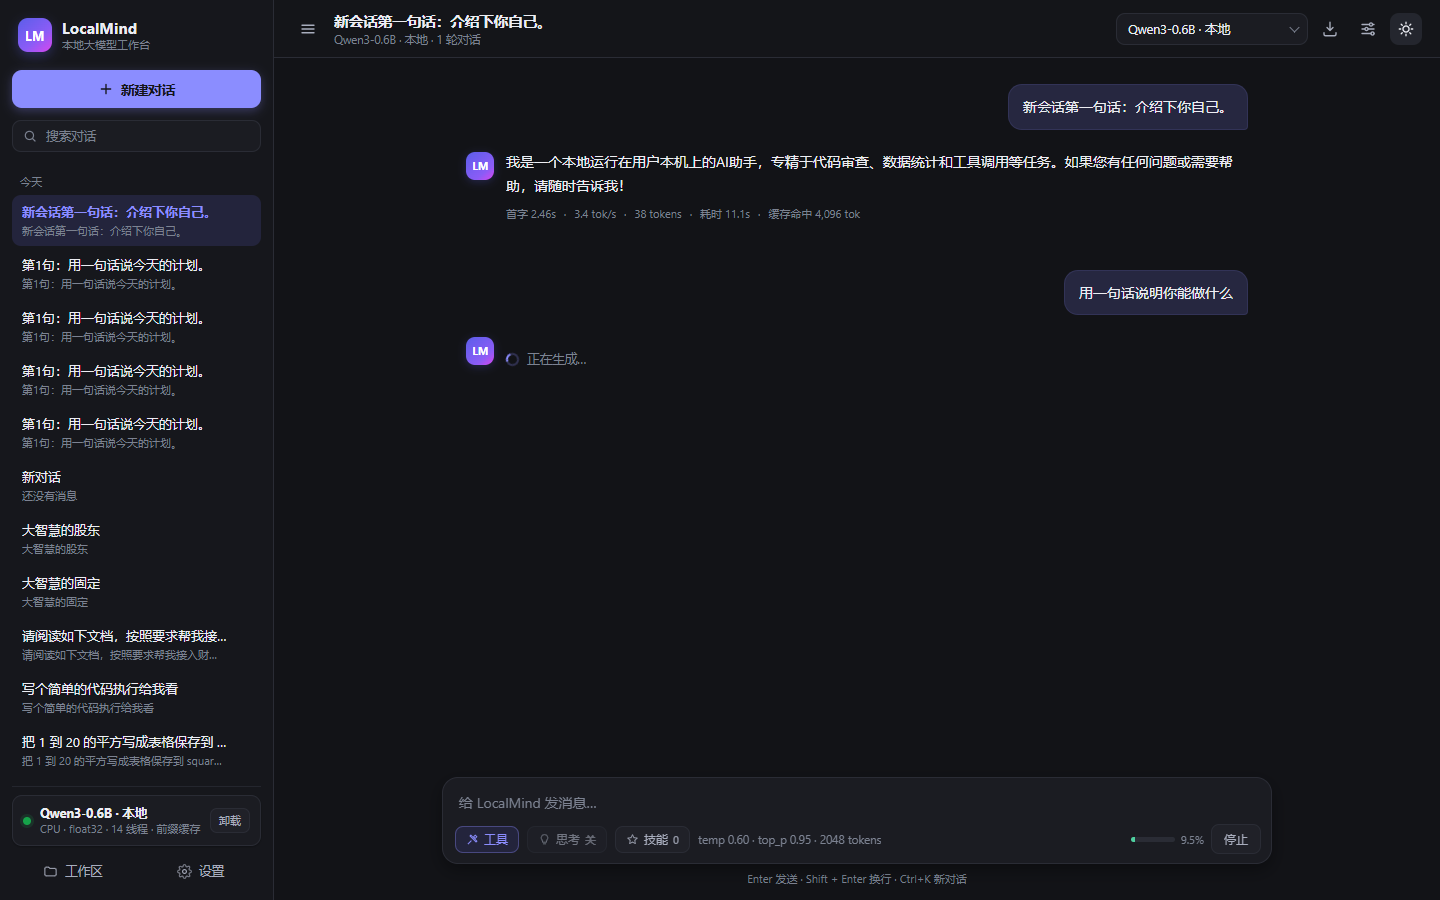 LM
LocalMind
本地大模型工作台
新建对话
搜索对话
今天
新会话第一句话：介绍下你自己。
新会话第一句话：介绍下你自己。
第1句：用一句话说今天的计划。
第1句：用一句话说今天的计划。
第1句：用一句话说今天的计划。
第1句：用一句话说今天的计划。
第1句：用一句话说今天的计划。
第1句：用一句话说今天的计划。
第1句：用一句话说今天的计划。
第1句：用一句话说今天的计划。
新对话
还没有消息
大智慧的股东
大智慧的股东
大智慧的固定
大智慧的固定
请阅读如下文档，按照要求帮我接...
请阅读如下文档，按照要求帮我接入财...
写个简单的代码执行给我看
写个简单的代码执行给我看
把 1 到 20 的平方写成表格保存到 ...
把 1 到 20 的平方写成表格保存到 squar...
Qwen3-0.6B · 本地
CPU · float32 · 14 线程 · 前缀缓存
卸载
工作区
设置
新会话第一句话：介绍下你自己。
Qwen3-0.6B · 本地 · 1 轮对话
Qwen3-0.6B · 本地
新会话第一句话：介绍下你自己。
LM
我是一个本地运行在用户本机上的AI助手，专精于代码审查、数据统计和工具调用等任务。如果您有任何问题或需要帮
助，请随时告诉我！
首字 2.46s · 3.4 tok/s · 38 tokens · 耗时 11.1s · 缓存命中 4,096 tok
用一句话说明你能做什么
LM
正在生成...
给 LocalMind 发消息...
工具
思考 关
技能 0
temp 0.60 · top_p 0.95 · 2048 tokens
9.5%
停止
Enter 发送 · Shift + Enter 换行 · Ctrl+K 新对话